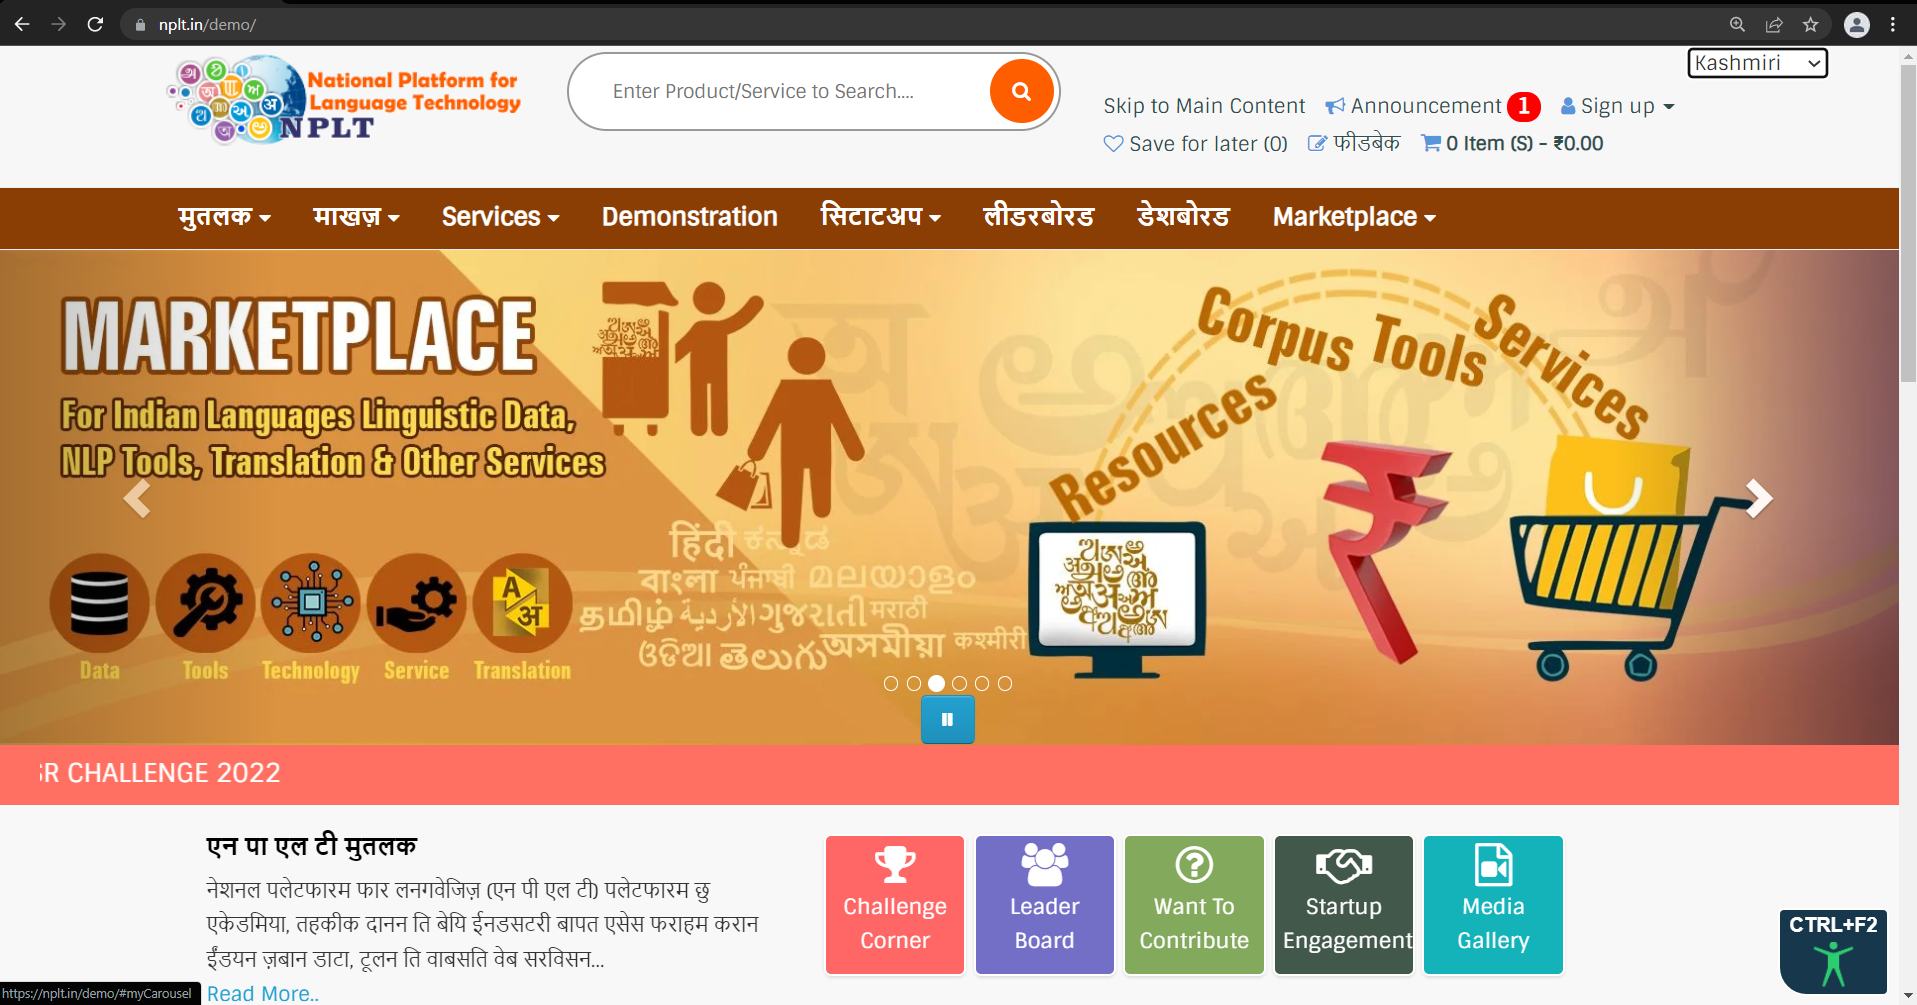 nplt.in/demo/
National Platform for
Language Technology
NPLT
Enter Product/Service to Search....
Kashmiri
Skip to Main Content Announcement 1 Sign up
Save for later (0) फीडबेक 0 Item (S) - ₹0.00
मुतलक माखज़ Services Demonstration सिटाटअप लीडरबोरड डेशबोरड Marketplace
MARKETPLACE
For Indian Languages Linguistic Data,
NLP Tools, Translation & Other Services
Resources Corpus Tools Services
हिंदी ಕನ್ನಡ
বাংলা ਪੰਜਾਬੀ മലയാളം
தமிழ் ગુજરાતી मराठी
ଓଡିଆ తెలుగు অসমীয়া कश्मीरी
Data Tools Technology Service Translation
SR CHALLENGE 2022
एन पा एल टी मुतलक
नेशनल पलेटफारम फार लनगवेजिज़ (एन पी एल टी) पलेटफारम छु
एकेडमिया, तहकीक दानन ति बेयि ईनडसटरी बापत एसेस फराहम करान
ईंडयन ज़बान डाटा, टूलन ति वाबसति वेब सरविसन...
Read More..
Challenge
Corner
Leader
Board
Want To
Contribute
Startup
Engagement
Media
Gallery
CTRL+F2
https://nplt.in/demo/#myCarousel